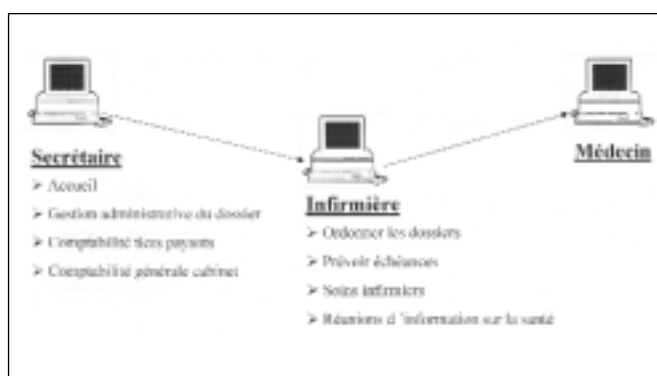 Secrétaire
➢ Accueil
➢ Gestion administrative du dossier
➢ Comptabilité tiers payants
➢ Comptabilité générale cabinet
Infirmière
➢ Ordonner les dossiers
➢ Prévoir échéances
➢ Soins infirmiers
➢ Réunions d 'information sur la santé
Médecin